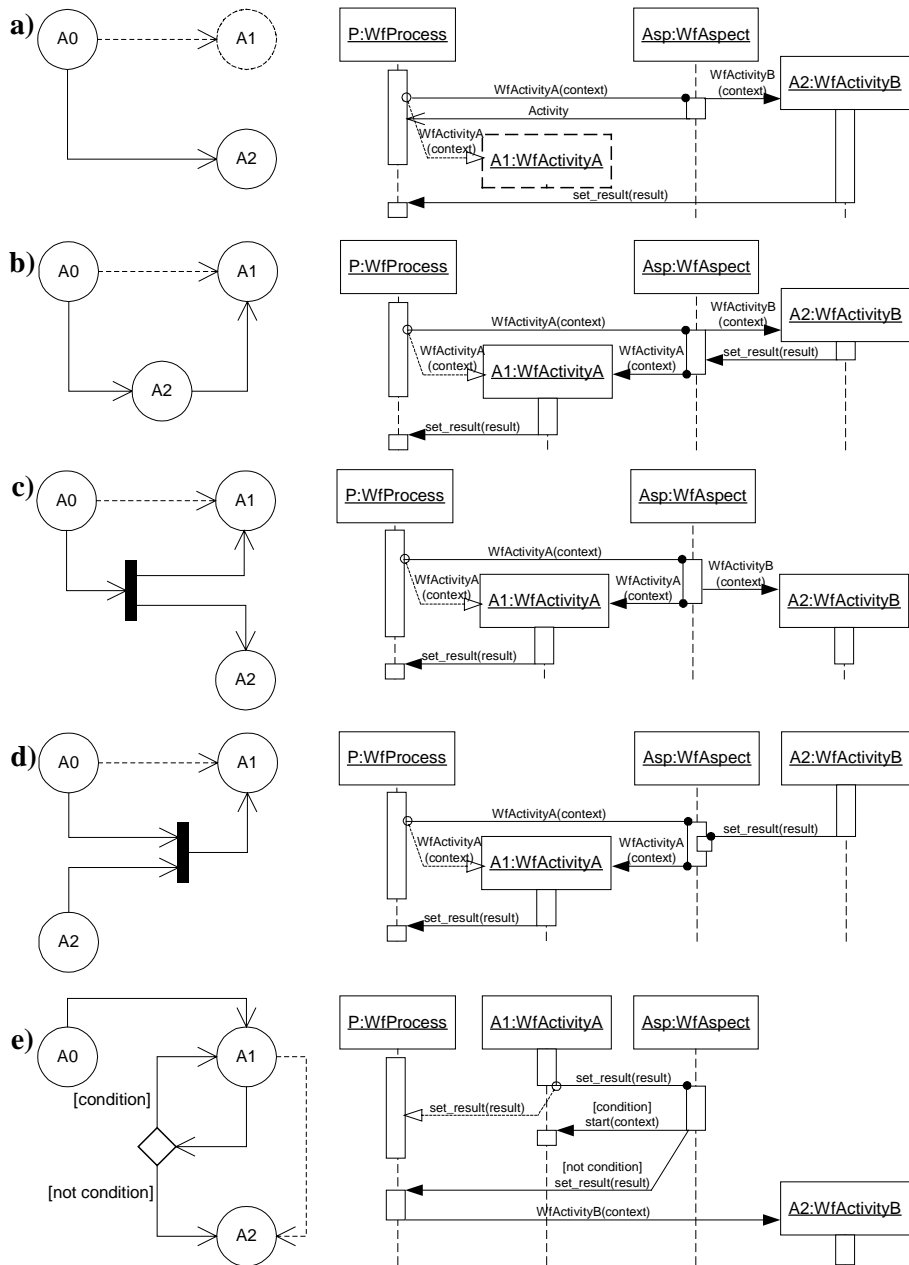 a)
A0
A1
A2
P:WfProcess
Asp:WfAspect
A2:WfActivityB
WfActivityA(context)
WfActivityB
(context)
Activity
WfActivityA
(context)
A1:WfActivityA
set_result(result)
b)
A0
A1
A2
P:WfProcess
Asp:WfAspect
A2:WfActivityB
WfActivityA(context)
WfActivityB
(context)
WfActivityA
(context)
A1:WfActivityA
WfActivityA
(context)
set_result(result)
set_result(result)
c)
A0
A1
A2
P:WfProcess
Asp:WfAspect
WfActivityA(context)
WfActivityB
(context)
WfActivityA
(context)
A1:WfActivityA
WfActivityA
(context)
A2:WfActivityB
set_result(result)
d)
A0
A1
A2
P:WfProcess
Asp:WfAspect
A2:WfActivityB
WfActivityA(context)
set_result(result)
WfActivityA
(context)
A1:WfActivityA
WfActivityA
(context)
set_result(result)
e)
A0
A1
[condition]
[not condition]
A2
P:WfProcess
A1:WfActivityA
Asp:WfAspect
set_result(result)
set_result(result)
[condition]
start(context)
[not condition]
set_result(result)
WfActivityB(context)
A2:WfActivityB